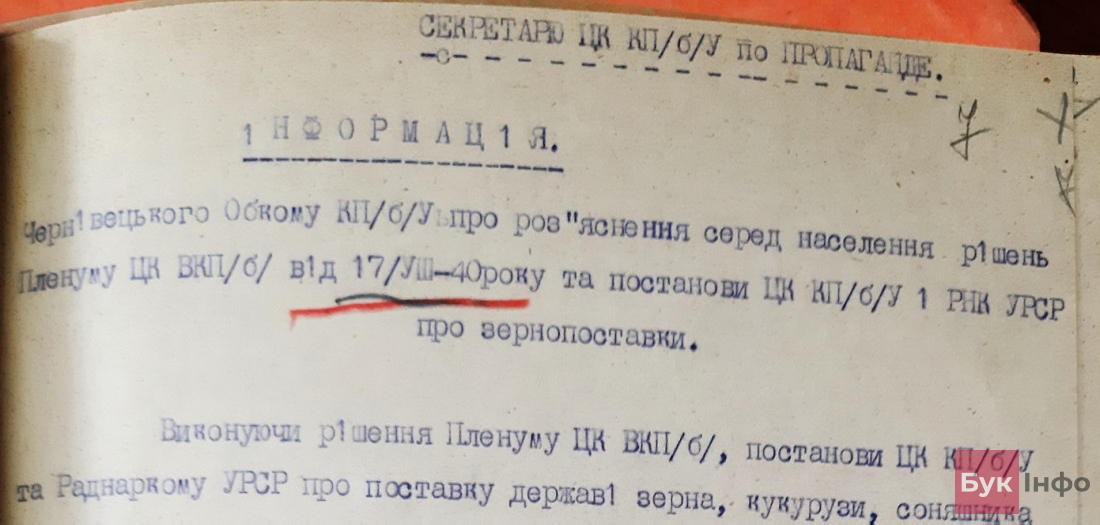 СЕКРЕТАРЮ ЦК КП/б/У по ПРОПАГАНДЕ.
7
1 Н Ф О Р М А Ц 1 Я.
Черн1вецького Обкому КП/б/У про роз"яснення серед населення р1шень
Пленуму ЦК ВКП/б/ в1д 17/УШ-40року та постанови ЦК КП/б/У 1 РНК УРСР
про зернопоставки.
Виконуючи р1шення Пленуму ЦК ВКП/б/, постанови ЦК КП/б/У
та Раднаркому УРСР про поставку держав1 зерна, кукурузи, соняшника
Бук Інфо